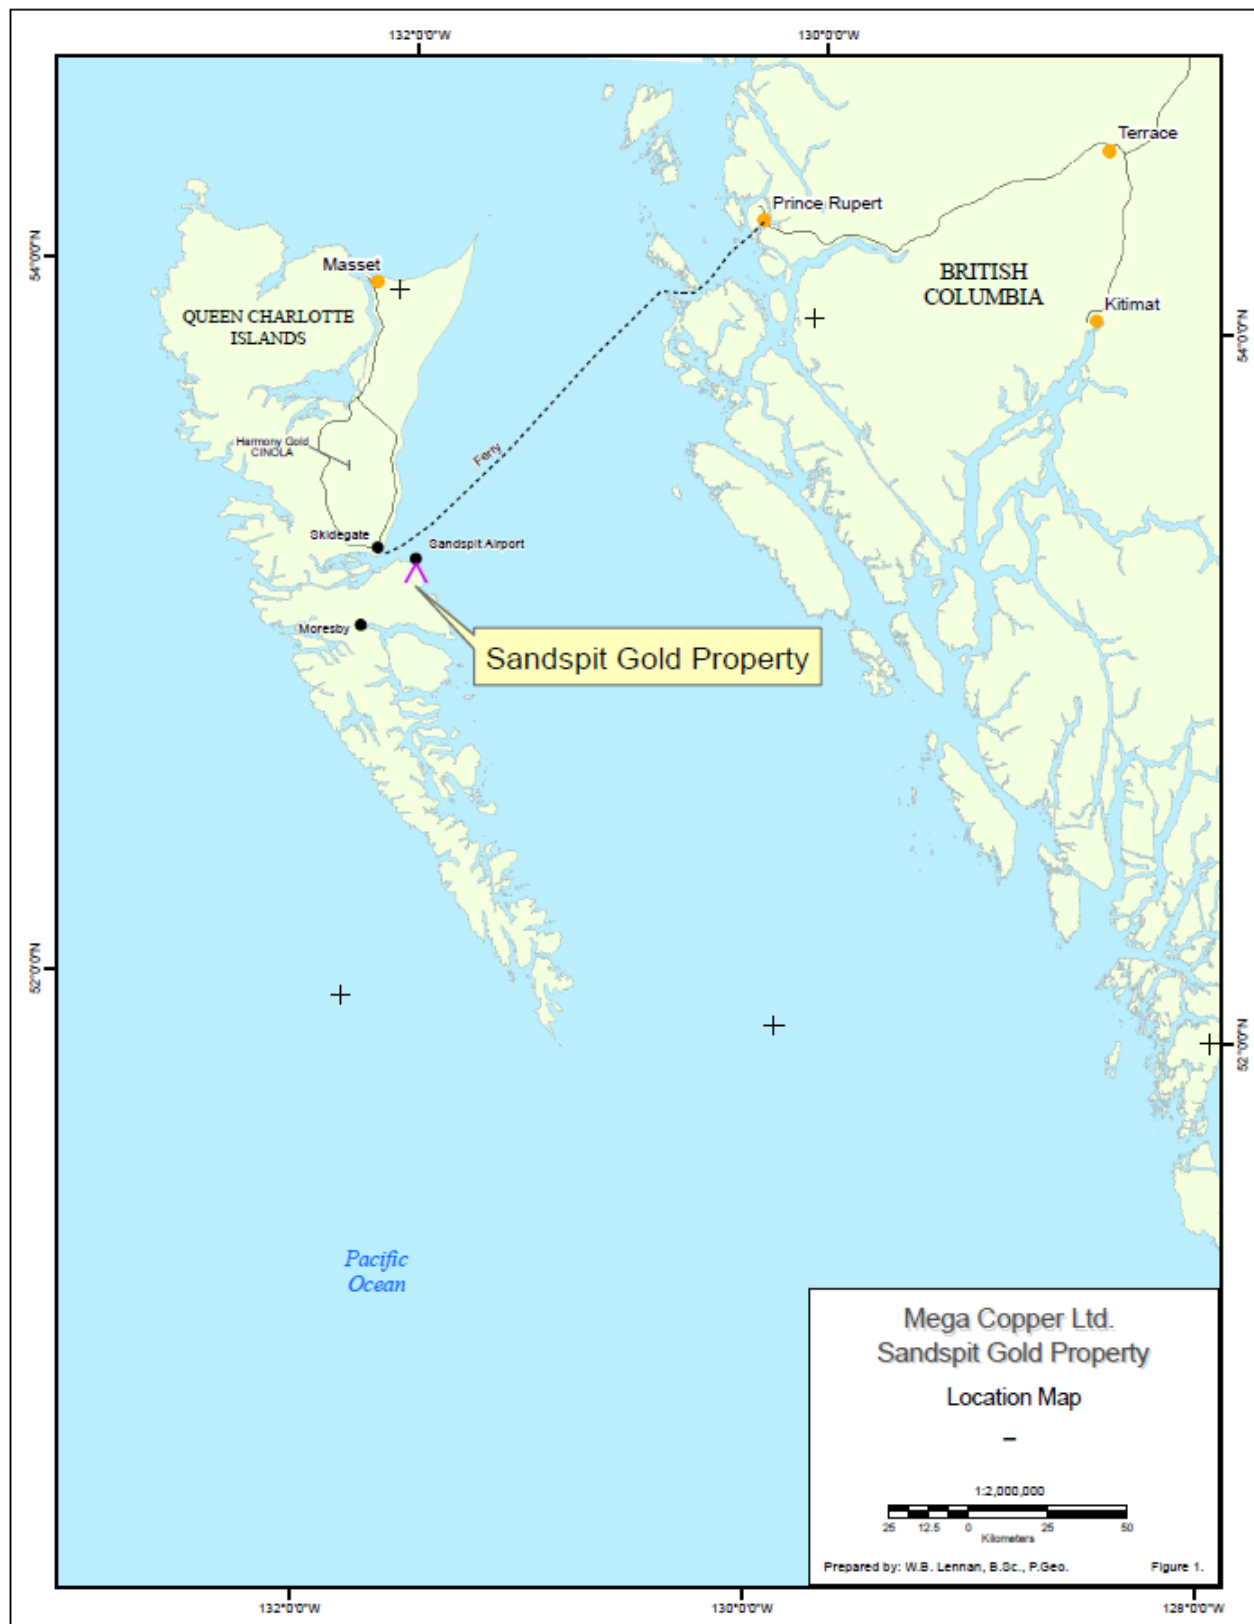 132°0'0"W
130°0'0"W
Terrace
Prince Rupert
54°0'0"N
Masset
BRITISH
COLUMBIA
QUEEN CHARLOTTE
ISLANDS
Kitimat
54°0'0"N
Harmony Gold
CINOLA
Ferry
Skidegate
Sandspit Airport
Moresby
Sandspit Gold Property
52°0'0"N
52°0'0"N
Pacific
Ocean
Mega Copper Ltd.
Sandspit Gold Property
Location Map
–
1:2,000,000
25 12.5 0 25 50
Kilometers
Prepared by: W.B. Lennan, B.Sc., P.Geo. Figure 1.
132°0'0"W
130°0'0"W
128°0'0"W